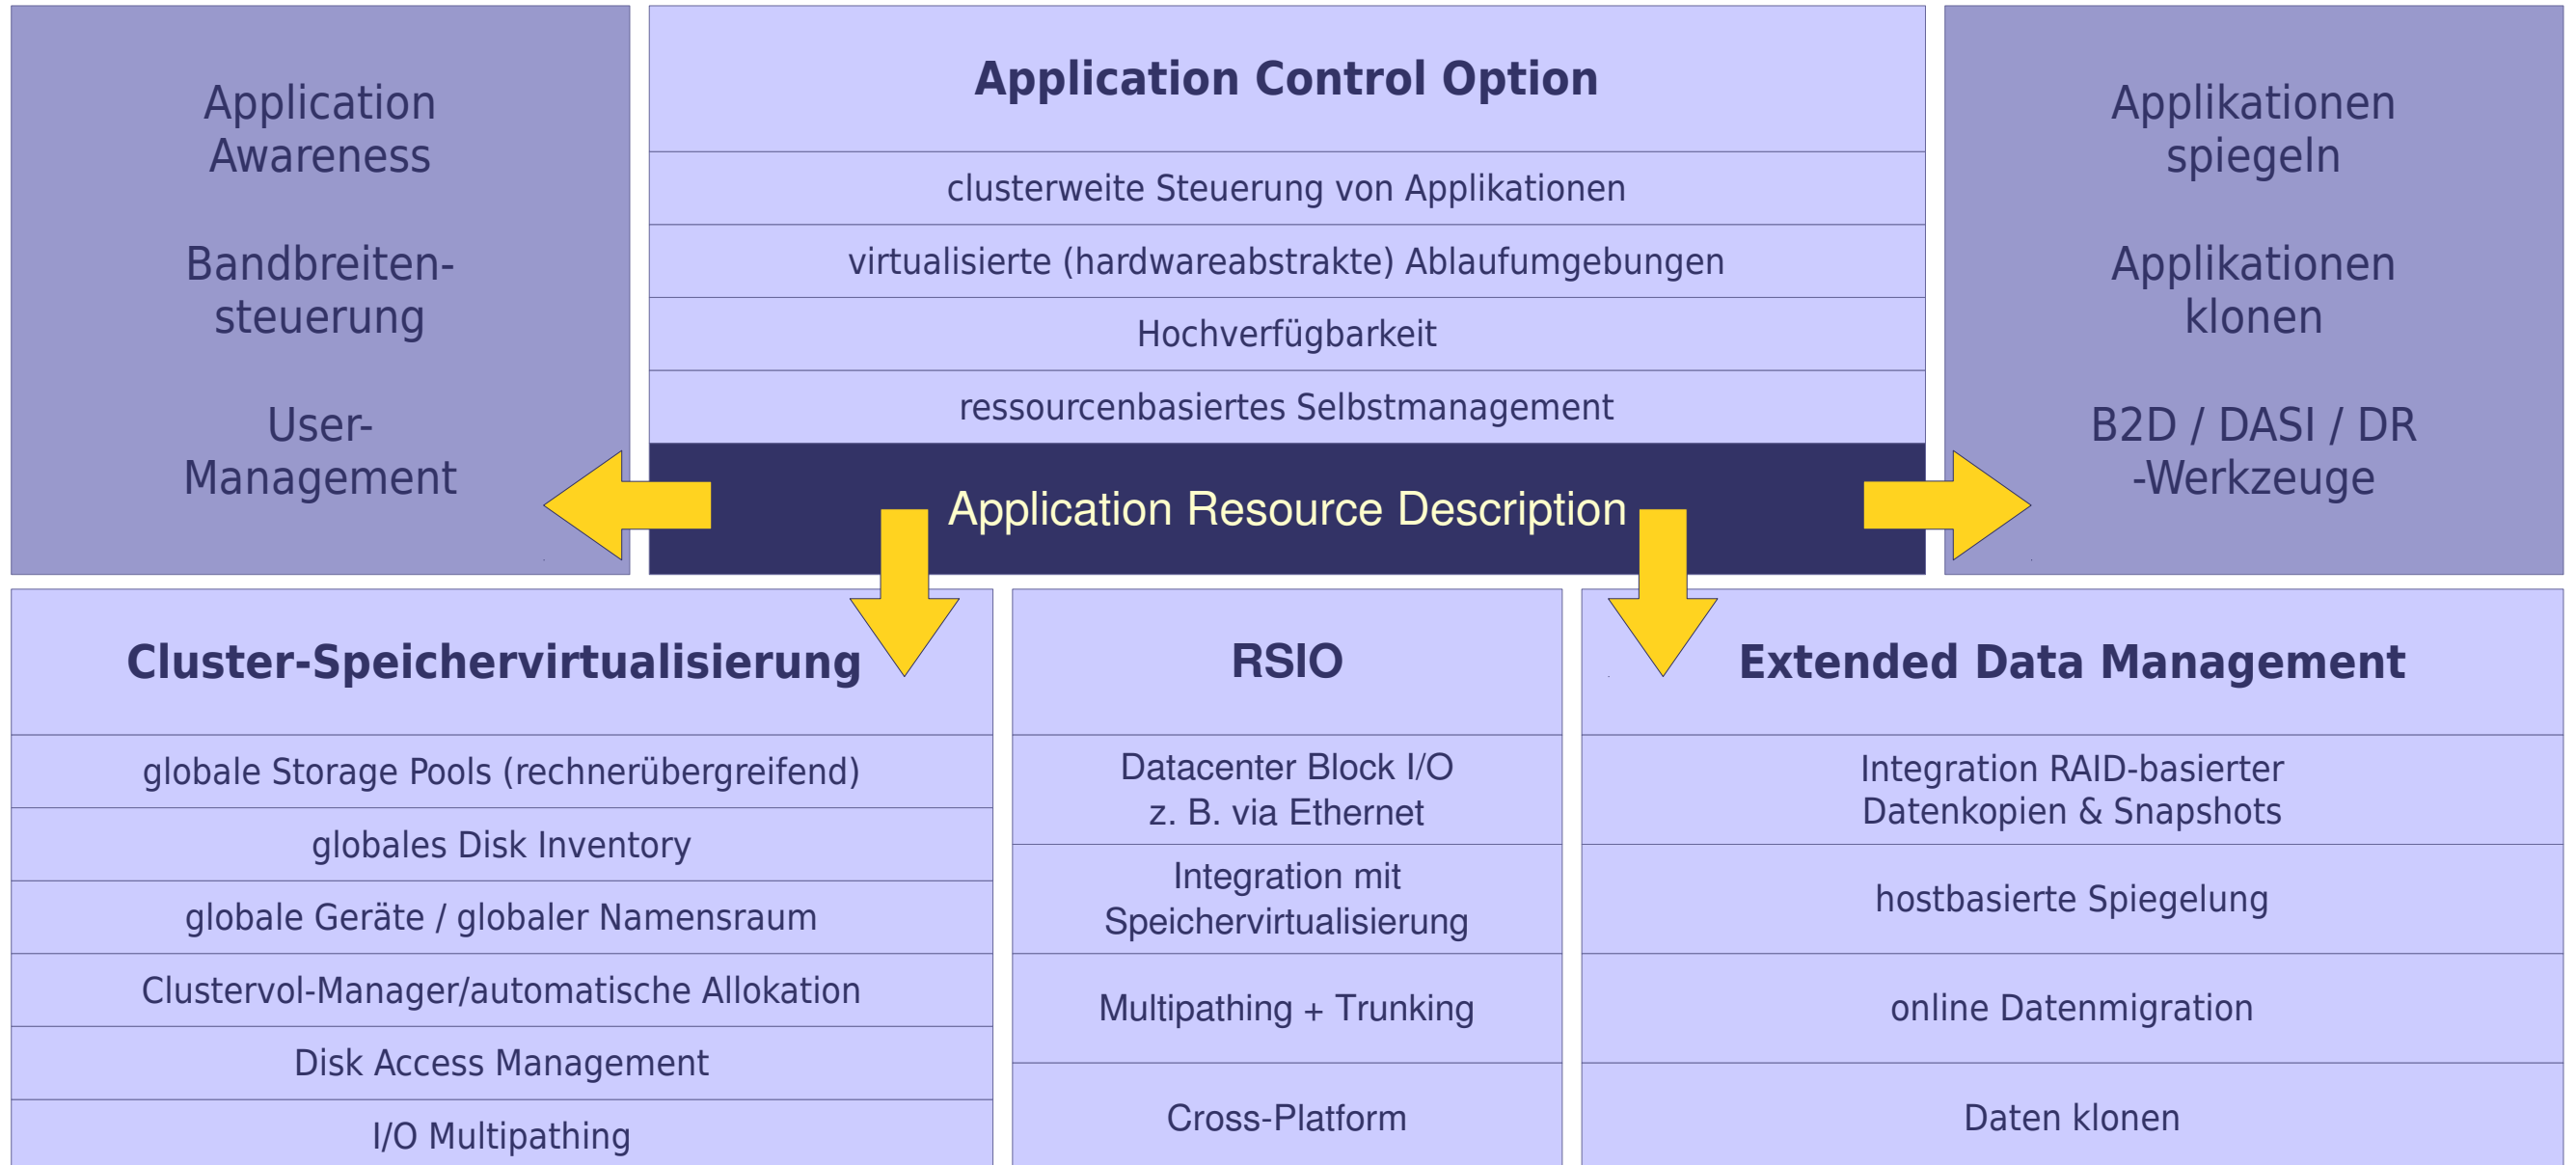 Application
Awareness
Bandbreiten-
steuerung
User-
Management
Application Control Option
clusterweite Steuerung von Applikationen
virtualisierte (hardwareabstrakte) Ablaufumgebungen
Hochverfügbarkeit
ressourcenbasiertes Selbstmanagement
Application Resource Description
Applikationen
spiegeln
Applikationen
klonen
B2D / DASI / DR
-Werkzeuge
Cluster-Speichervirtualisierung
globale Storage Pools (rechnerübergreifend)
globales Disk Inventory
globale Geräte / globaler Namensraum
Clustervol-Manager/automatische Allokation
Disk Access Management
I/O Multipathing
RSIO
Datacenter Block I/O
z. B. via Ethernet
Integration mit
Speichervirtualisierung
Multipathing + Trunking
Cross-Platform
Extended Data Management
Integration RAID-basierter
Datenkopien & Snapshots
hostbasierte Spiegelung
online Datenmigration
Daten klonen